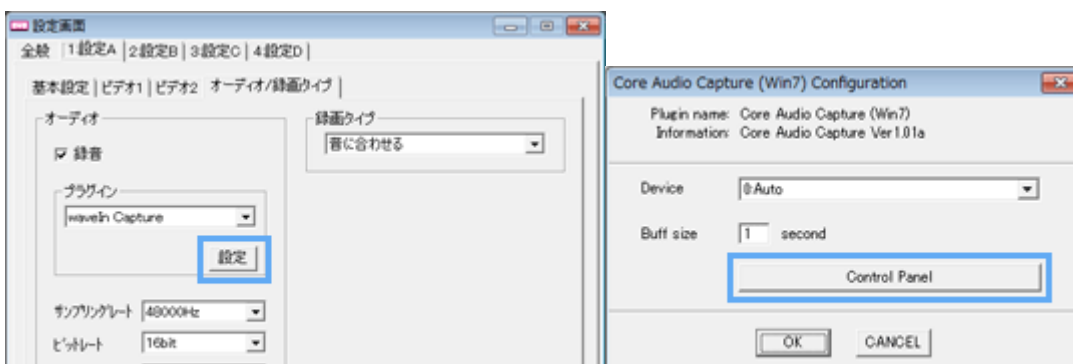 設定画面
全般 1:設定A 2:設定B 3:設定C 4:設定D
基本設定 ビデオ1 ビデオ2 オーディオ/録画タイプ
オーディオ
録音
プラグイン
waveIn Capture
設定
サンプリングレート 48000Hz
ビットレート 16bit
録画タイプ
音に合わせる
Core Audio Capture (Win7) Configuration
Plugin name: Core Audio Capture (Win7)
Information: Core Audio Capture Ver1.01a
Device 0:Auto
Buff size 1 second
Control Panel
OK CANCEL